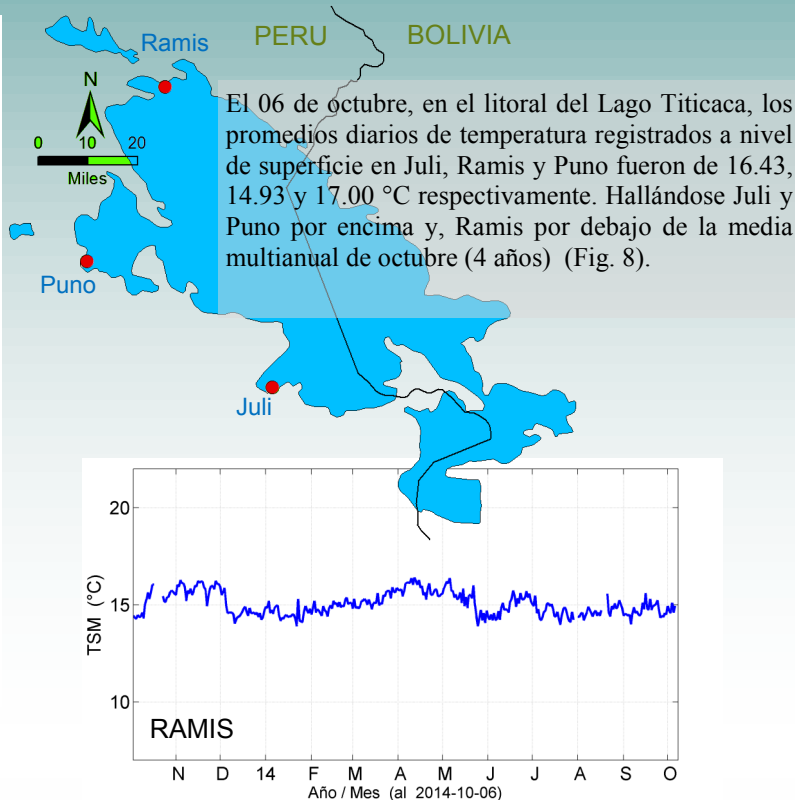 Ramis
PERU
BOLIVIA
N
0 10 20
Miles
El 06 de octubre, en el litoral del Lago Titicaca, los
promedios diarios de temperatura registrados a nivel
de superficie en Juli, Ramis y Puno fueron de 16.43,
14.93 y 17.00 °C respectivamente. Hallándose Juli y
Puno por encima y, Ramis por debajo de la media
multianual de octubre (4 años) (Fig. 8).
Puno
Juli
20
15
10
TSM (°C)
RAMIS
N D 14 F M A M J J A S O
Año / Mes (al 2014-10-06)